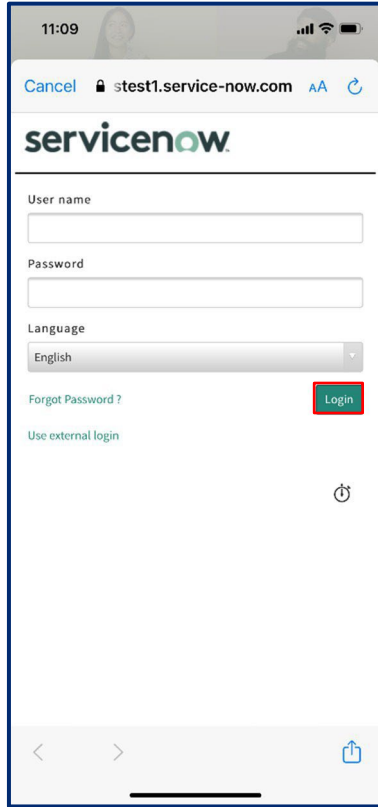 11:09
Cancel stest1.service-now.com AA
servicenow
User name
Password
Language
English
Forgot Password ? Login
Use external login